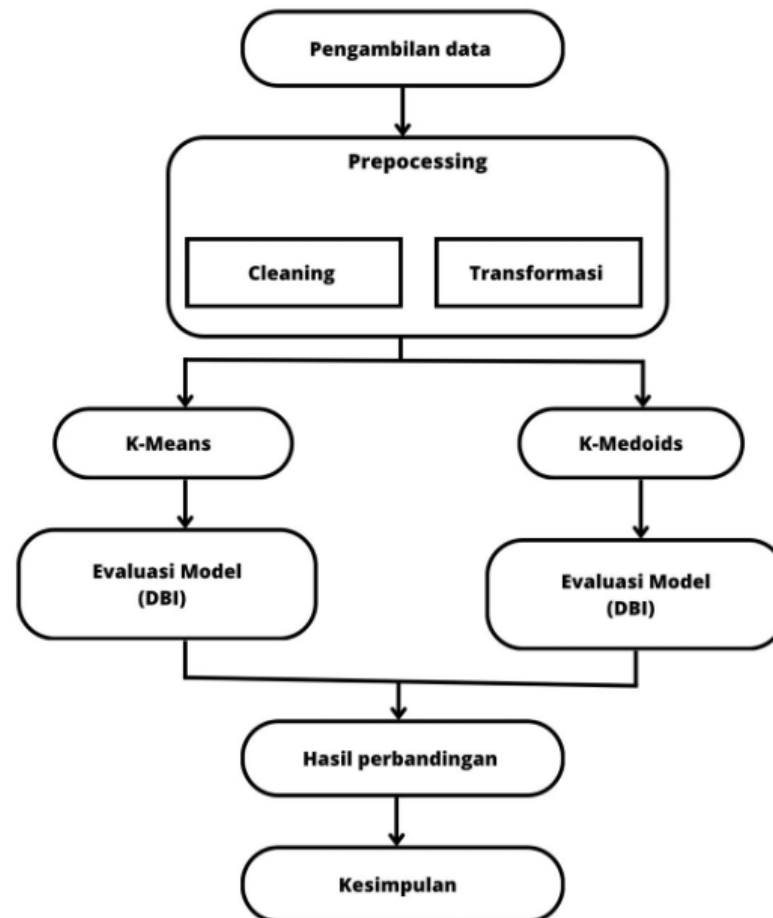 Pengambilan data
Prepocessing
Cleaning
Transformasi
K-Means
K-Medoids
Evaluasi Model
(DBI)
Evaluasi Model
(DBI)
Hasil perbandingan
Kesimpulan